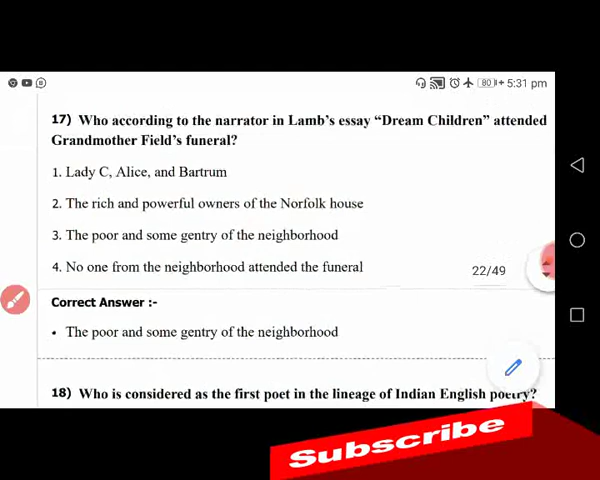 80 5:31 pm
17) Who according to the narrator in Lamb's essay “Dream Children” attended
Grandmother Field's funeral?
1. Lady C, Alice, and Bartrum
2. The rich and powerful owners of the Norfolk house
3. The poor and some gentry of the neighborhood
4. No one from the neighborhood attended the funeral
22/49
Correct Answer :-
• The poor and some gentry of the neighborhood
18) Who is considered as the first poet in the lineage of Indian English poetry?
Subscribe